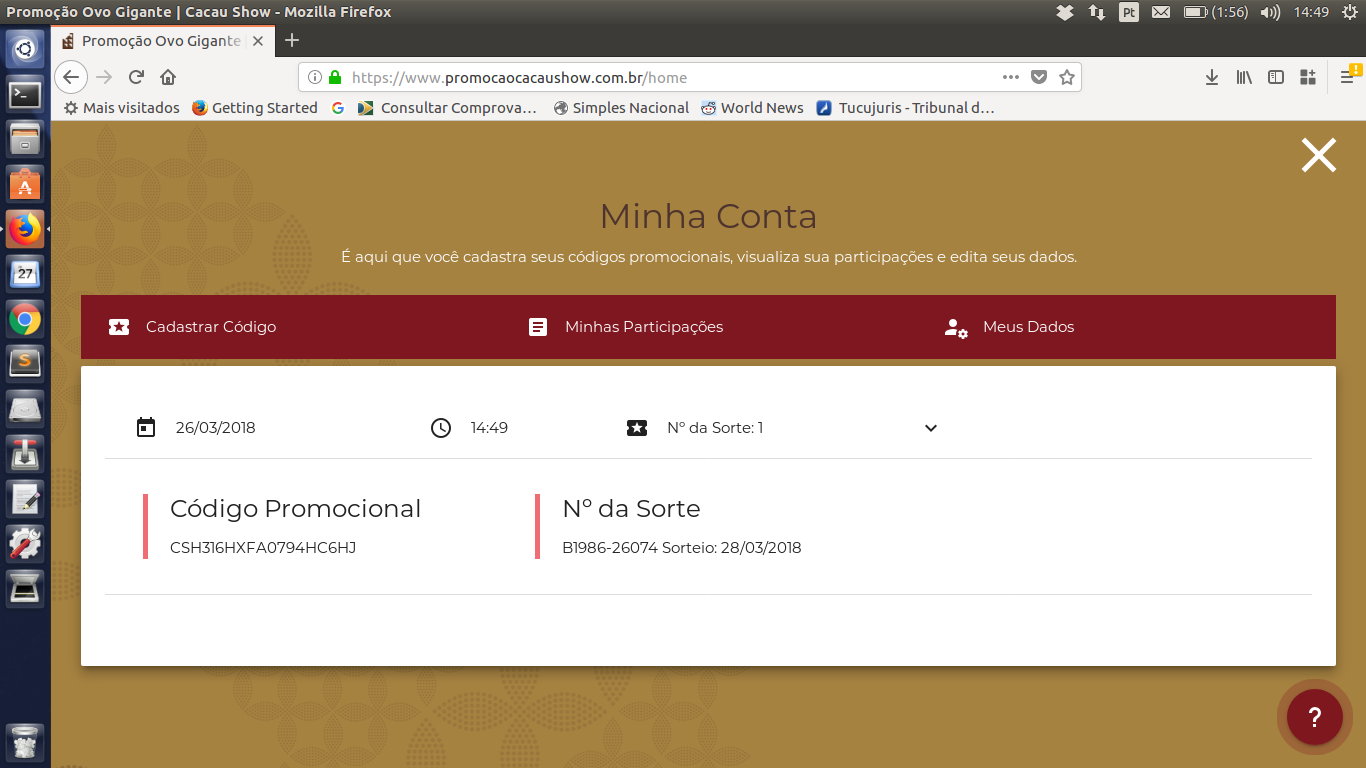 Promoção Ovo Gigante | Cacau Show - Mozilla Firefox
Pt
(1:56)
14:49
Promoção Ovo Gigante
https://www.promocaocacaushow.com.br/home
Mais visitados
Getting Started
Consultar Comprova…
Simples Nacional
World News
Tucujuris - Tribunal d…
27
Minha Conta
É aqui que você cadastra seus códigos promocionais, visualiza sua participações e edita seus dados.
Cadastrar Código
Minhas Participações
Meus Dados
26/03/2018
14:49
Nº da Sorte: 1
Código Promocional
Nº da Sorte
CSH316HXFA0794HC6HJ
B1986-26074 Sorteio: 28/03/2018
?